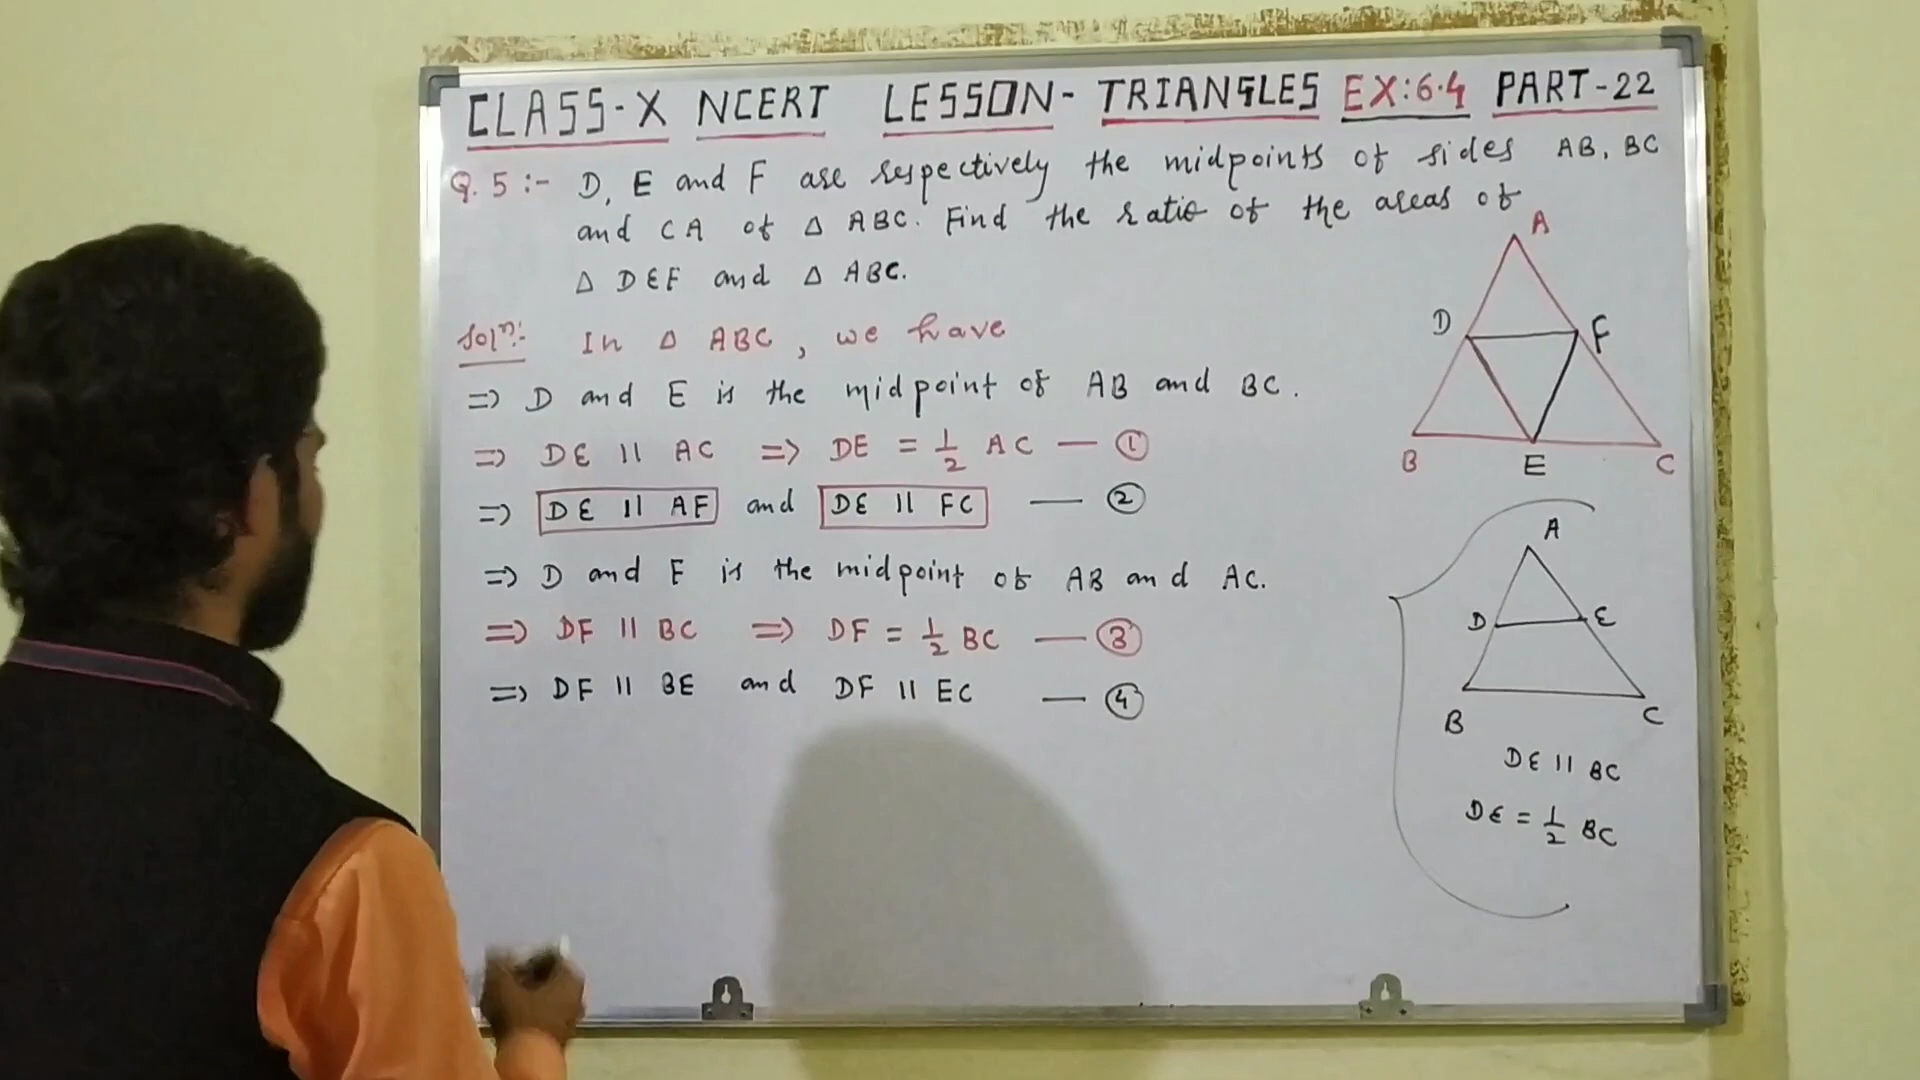 CLASS-X NCERT LESSON- TRIANGLES EX:6.4 PART-22
Q. 5 :- D, E and F are respectively the midpoints of sides AB, BC
and CA of △ ABC. Find the ratio of the areas of
△ DEF and △ ABC.
Solⁿ:- In △ ABC, we have
⇒ D and E is the midpoint of AB and BC.
⇒ DE || AC ⇒ DE = 1/2 AC — ①
⇒ DE || AF and DE || FC — ②
⇒ D and F is the midpoint of AB and AC.
⇒ DF || BC ⇒ DF = 1/2 BC — ③
⇒ DF || BE and DF || EC — ④
A
D F
B E C
A
D E
B C
DE || BC
DE = 1/2 BC